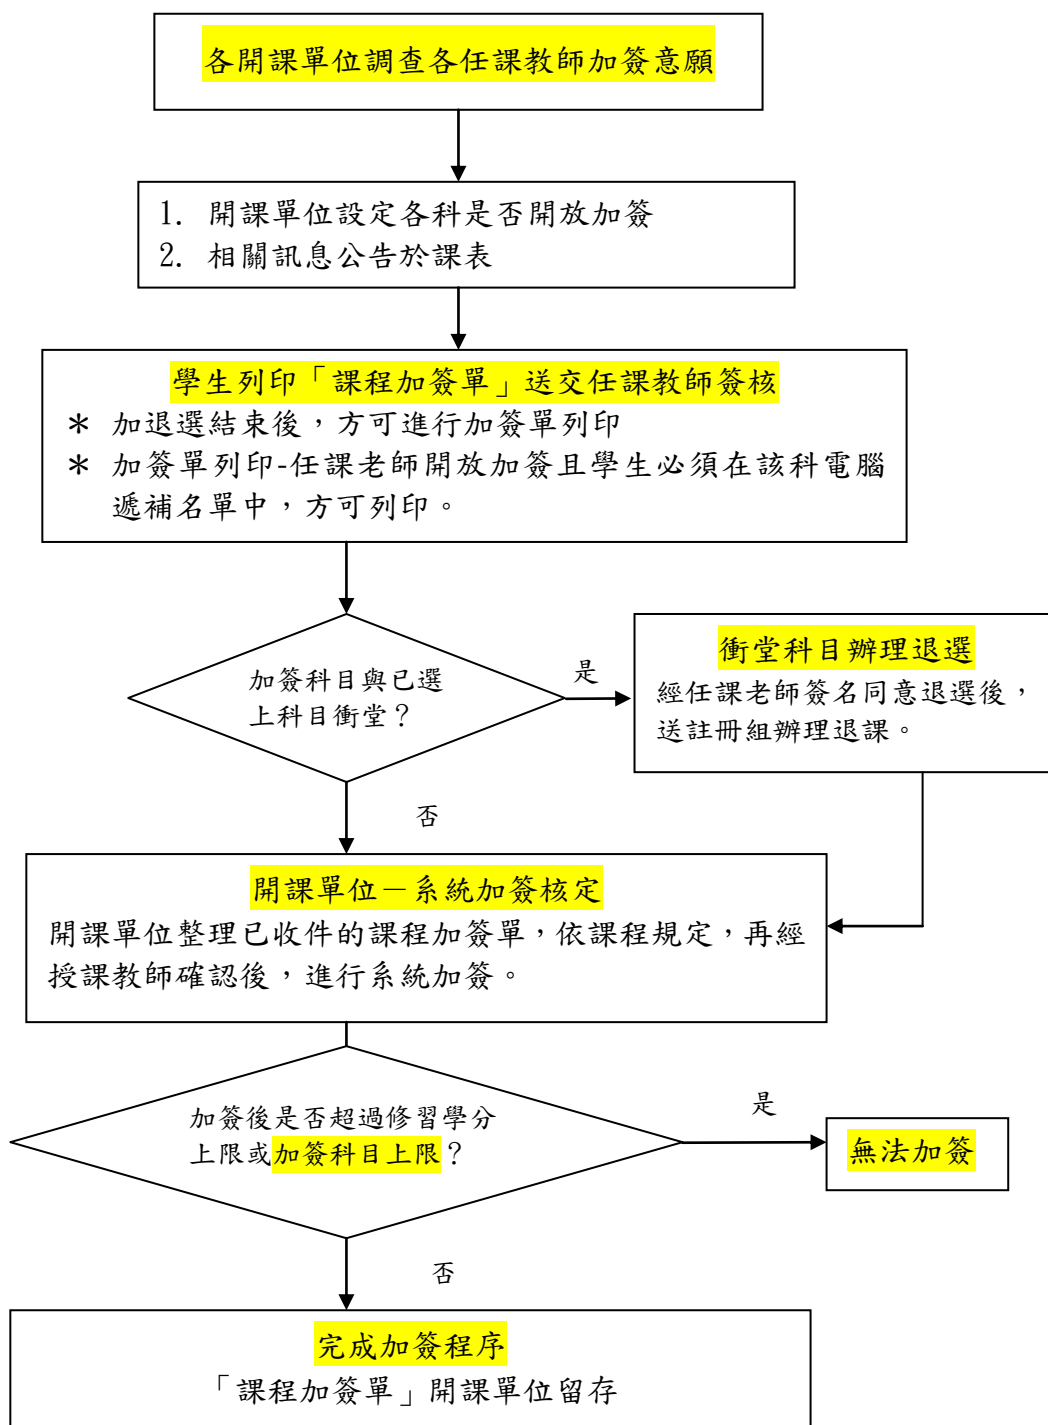 各開課單位調查各任課教師加簽意願
1. 開課單位設定各科是否開放加簽
2. 相關訊息公告於課表
學生列印「課程加簽單」送交任課教師簽核
＊ 加退選結束後，方可進行加簽單列印
＊ 加簽單列印-任課老師開放加簽且學生必須在該科電腦
遞補名單中，方可列印。
加簽科目與已選
上科目衝堂？
是
衝堂科目辦理退選
經任課老師簽名同意退選後，
送註冊組辦理退課。
否
開課單位－系統加簽核定
開課單位整理已收件的課程加簽單，依課程規定，再經
授課教師確認後，進行系統加簽。
加簽後是否超過修習學分
上限或加簽科目上限？
是
無法加簽
否
完成加簽程序
「課程加簽單」開課單位留存